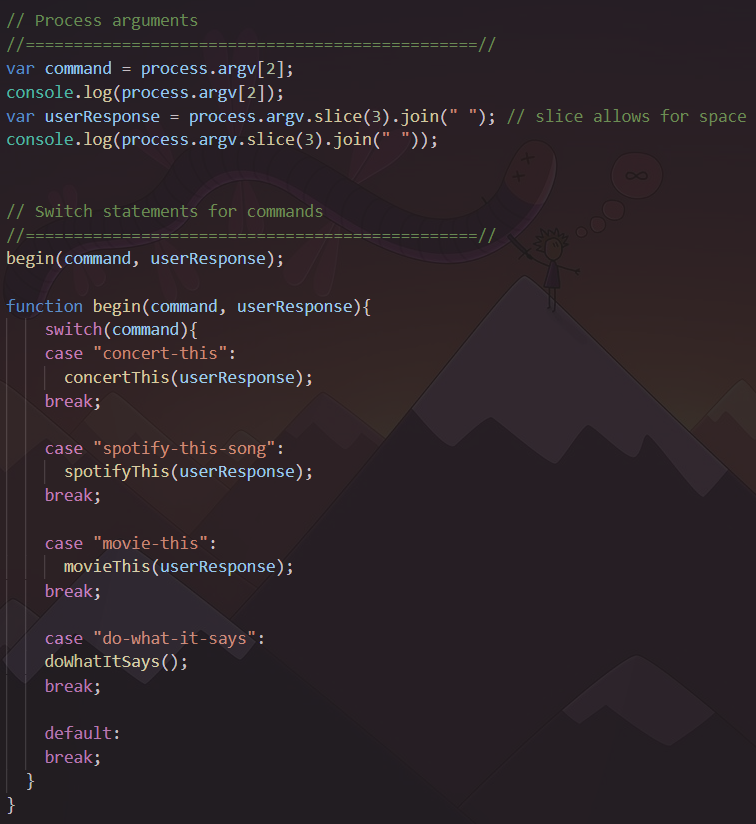 // Process arguments
//===============================================//
var command = process.argv[2];
console.log(process.argv[2]);
var userResponse = process.argv.slice(3).join(" "); // slice allows for space
console.log(process.argv.slice(3).join(" "));
// Switch statements for commands
//===============================================//
begin(command, userResponse);
function begin(command, userResponse){
switch(command){
case "concert-this":
concertThis(userResponse);
break;
case "spotify-this-song":
spotifyThis(userResponse);
break;
case "movie-this":
movieThis(userResponse);
break;
case "do-what-it-says":
doWhatItSays();
break;
default:
break;
}
}